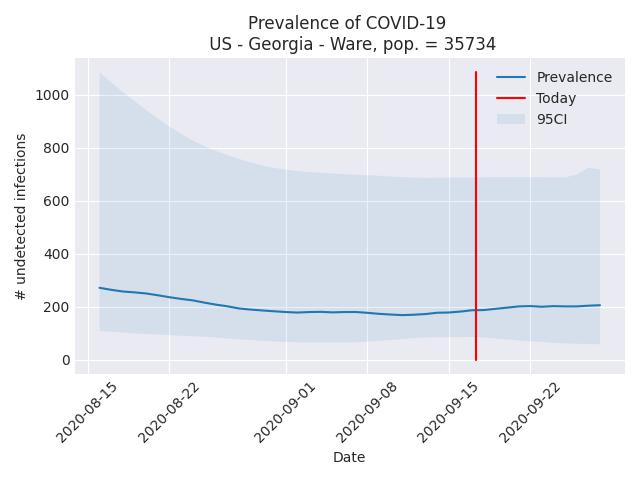 Prevalence of COVID-19
US - Georgia - Ware, pop. = 35734
Prevalence
Today
95CI
# undetected infections
1000
800
600
400
200
0
2020-08-15
2020-08-22
2020-09-01
2020-09-08
2020-09-15
2020-09-22
Date